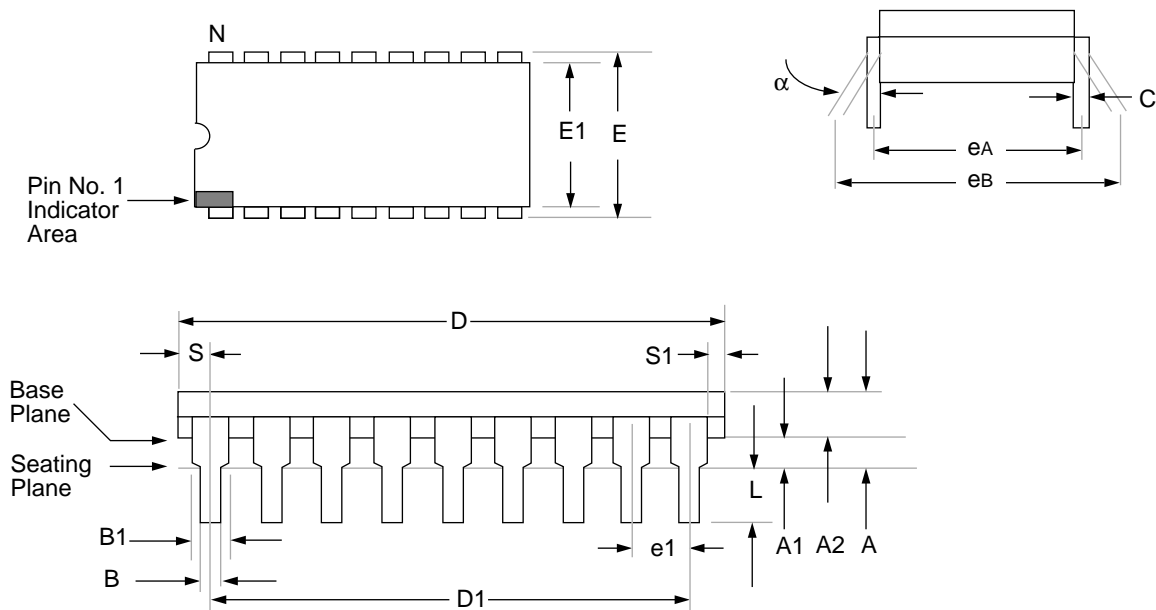 N
E1
E
Pin No. 1
Indicator
Area
α
C
eA
eB
D
S
S1
Base
Plane
Seating
Plane
L
B1
e1
A1
A2
A
B
D1